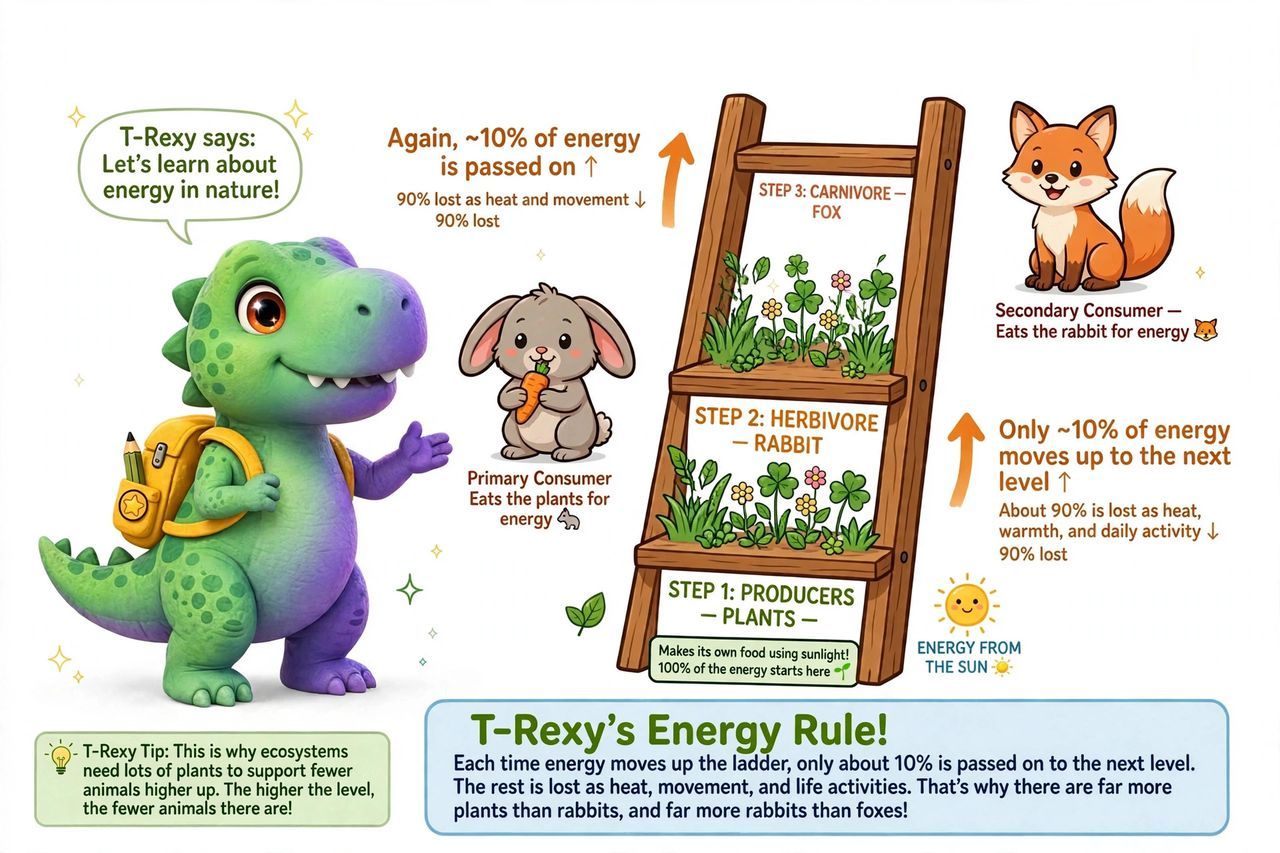 T-Rexy says:
Let's learn about
energy in nature!
Again, ~10% of energy
is passed on ↑
90% lost as heat and movement ↓
90% lost
STEP 3: CARNIVORE —
FOX
Secondary Consumer —
Eats the rabbit for energy
Primary Consumer
Eats the plants for
energy
STEP 2: HERBIVORE
— RABBIT
Only ~10% of energy
moves up to the next
level ↑
About 90% is lost as heat,
warmth, and daily activity ↓
90% lost
STEP 1: PRODUCERS
— PLANTS —
Makes its own food using sunlight!
100% of the energy starts here
ENERGY FROM
THE SUN
T-Rexy's Energy Rule!
Each time energy moves up the ladder, only about 10% is passed on to the next level.
The rest is lost as heat, movement, and life activities. That's why there are far more
plants than rabbits, and far more rabbits than foxes!
T-Rexy Tip: This is why ecosystems
need lots of plants to support fewer
animals higher up. The higher the level,
the fewer animals there are!